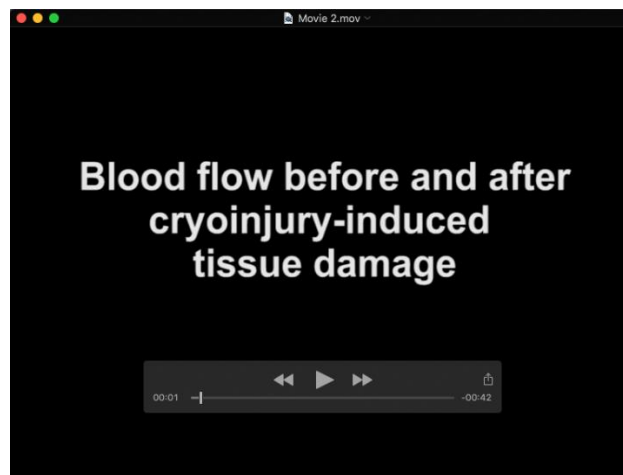 Movie 2.mov
Blood flow before and after
cryoinjury-induced
tissue damage
00:01
-00:42